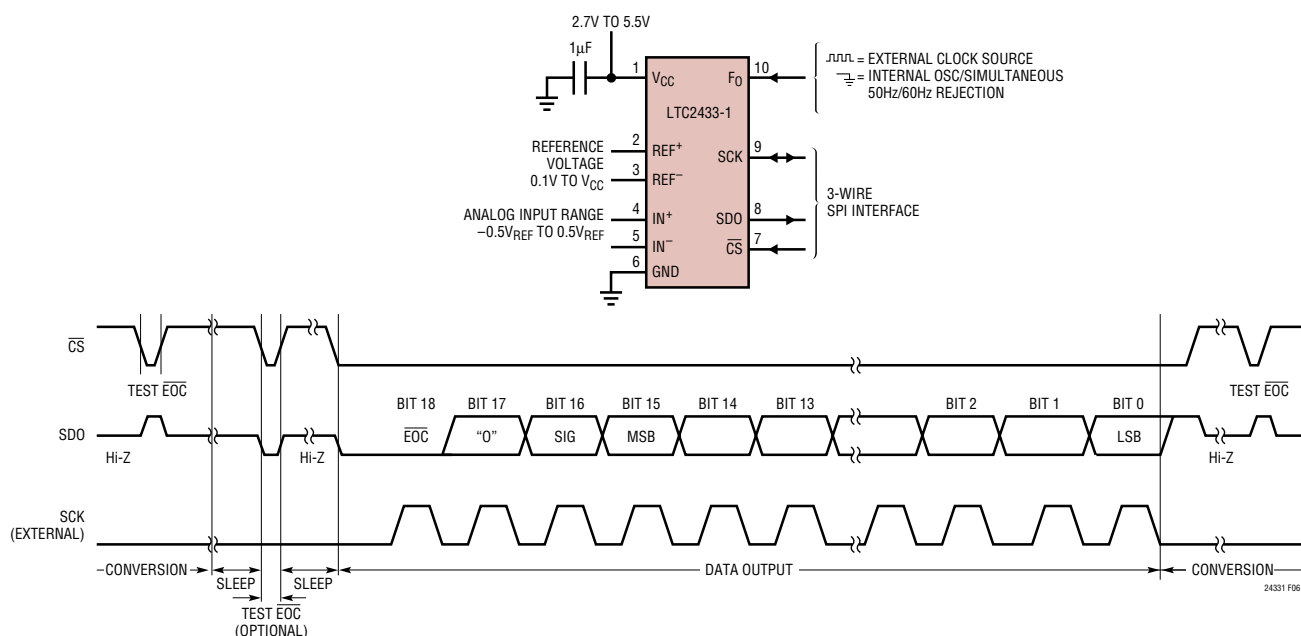 2.7V TO 5.5V
1µF
1
VCC
FO
10
= EXTERNAL CLOCK SOURCE
= INTERNAL OSC/SIMULTANEOUS
50Hz/60Hz REJECTION
LTC2433-1
REFERENCE
VOLTAGE
0.1V TO VCC
2
REF+
3
REF–
SCK
9
ANALOG INPUT RANGE
–0.5VREF TO 0.5VREF
4
IN+
5
IN–
6
GND
SDO
8
CS
7
3-WIRE
SPI INTERFACE
CS
TEST EOC
TEST EOC
BIT 18
BIT 17
BIT 16
BIT 15
BIT 14
BIT 13
BIT 2
BIT 1
BIT 0
SDO
EOC
“O”
SIG
MSB
LSB
Hi-Z
Hi-Z
Hi-Z
SCK
(EXTERNAL)
CONVERSION
SLEEP
SLEEP
DATA OUTPUT
CONVERSION
TEST EOC
(OPTIONAL)
24331 F06